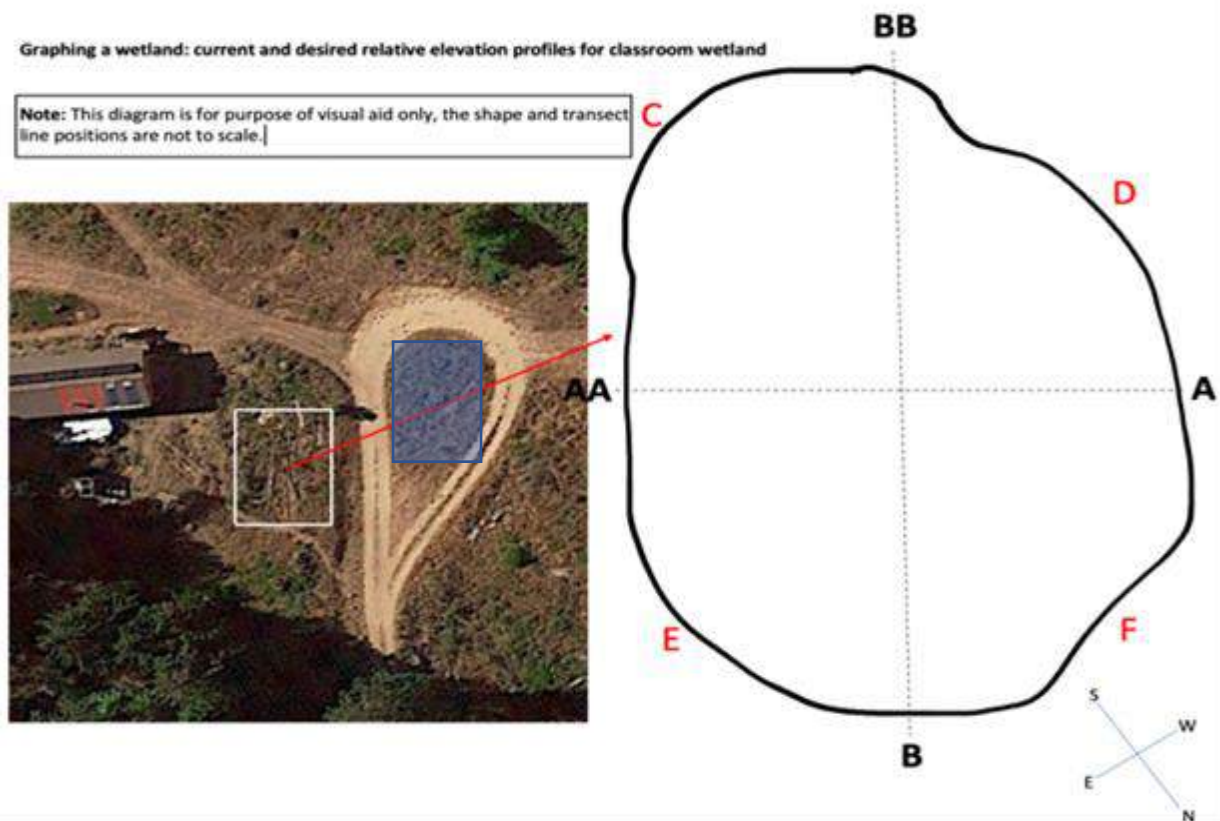 BB
Graphing a wetland: current and desired relative elevation profiles for classroom wetland
Note: This diagram is for purpose of visual aid only, the shape and transect
line positions are not to scale.
C
D
AA
A
E
F
B
S
W
E
N